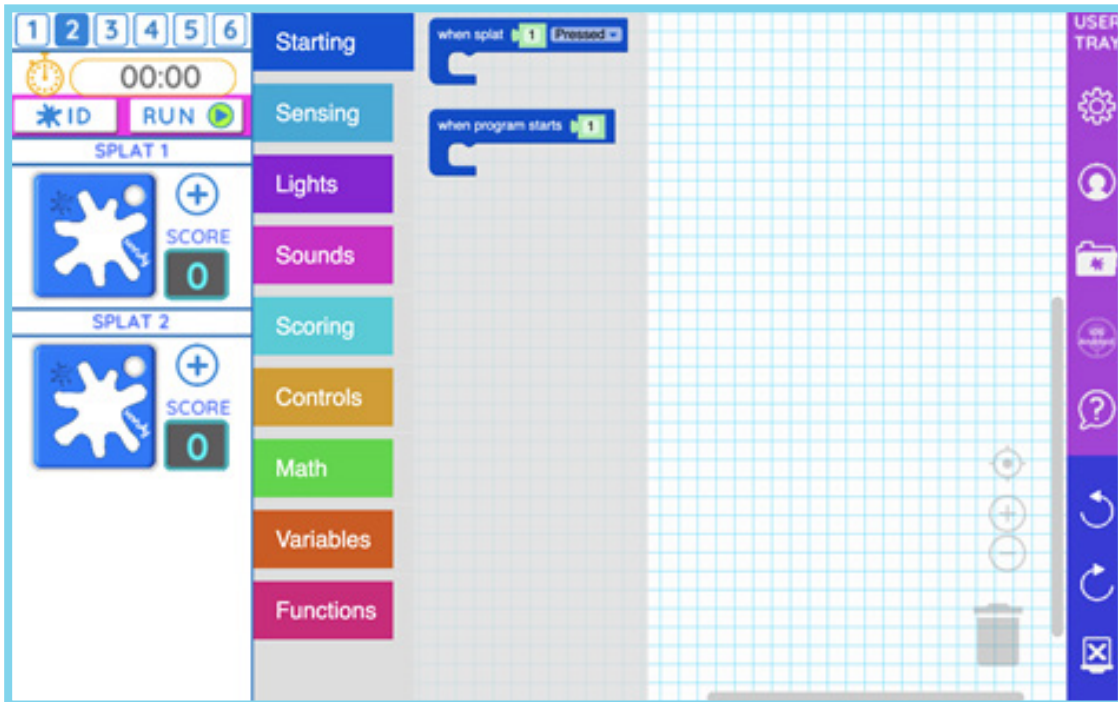 1 2 3 4 5 6
00:00
ID
RUN
SPLAT 1
SCORE
0
SPLAT 2
SCORE
0
Starting
Sensing
Lights
Sounds
Scoring
Controls
Math
Variables
Functions
when splat 1 Pressed
when program starts 1
USER
TRAY
?